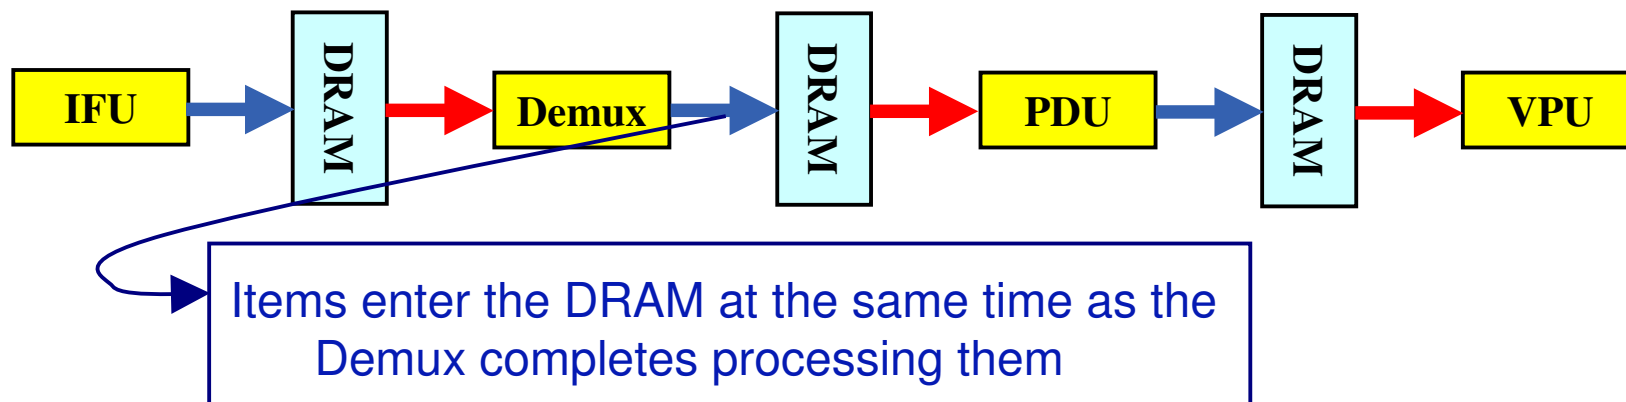 IFU
DRAM
Demux
DRAM
PDU
DRAM
VPU
Items enter the DRAM at the same time as the
Demux completes processing them